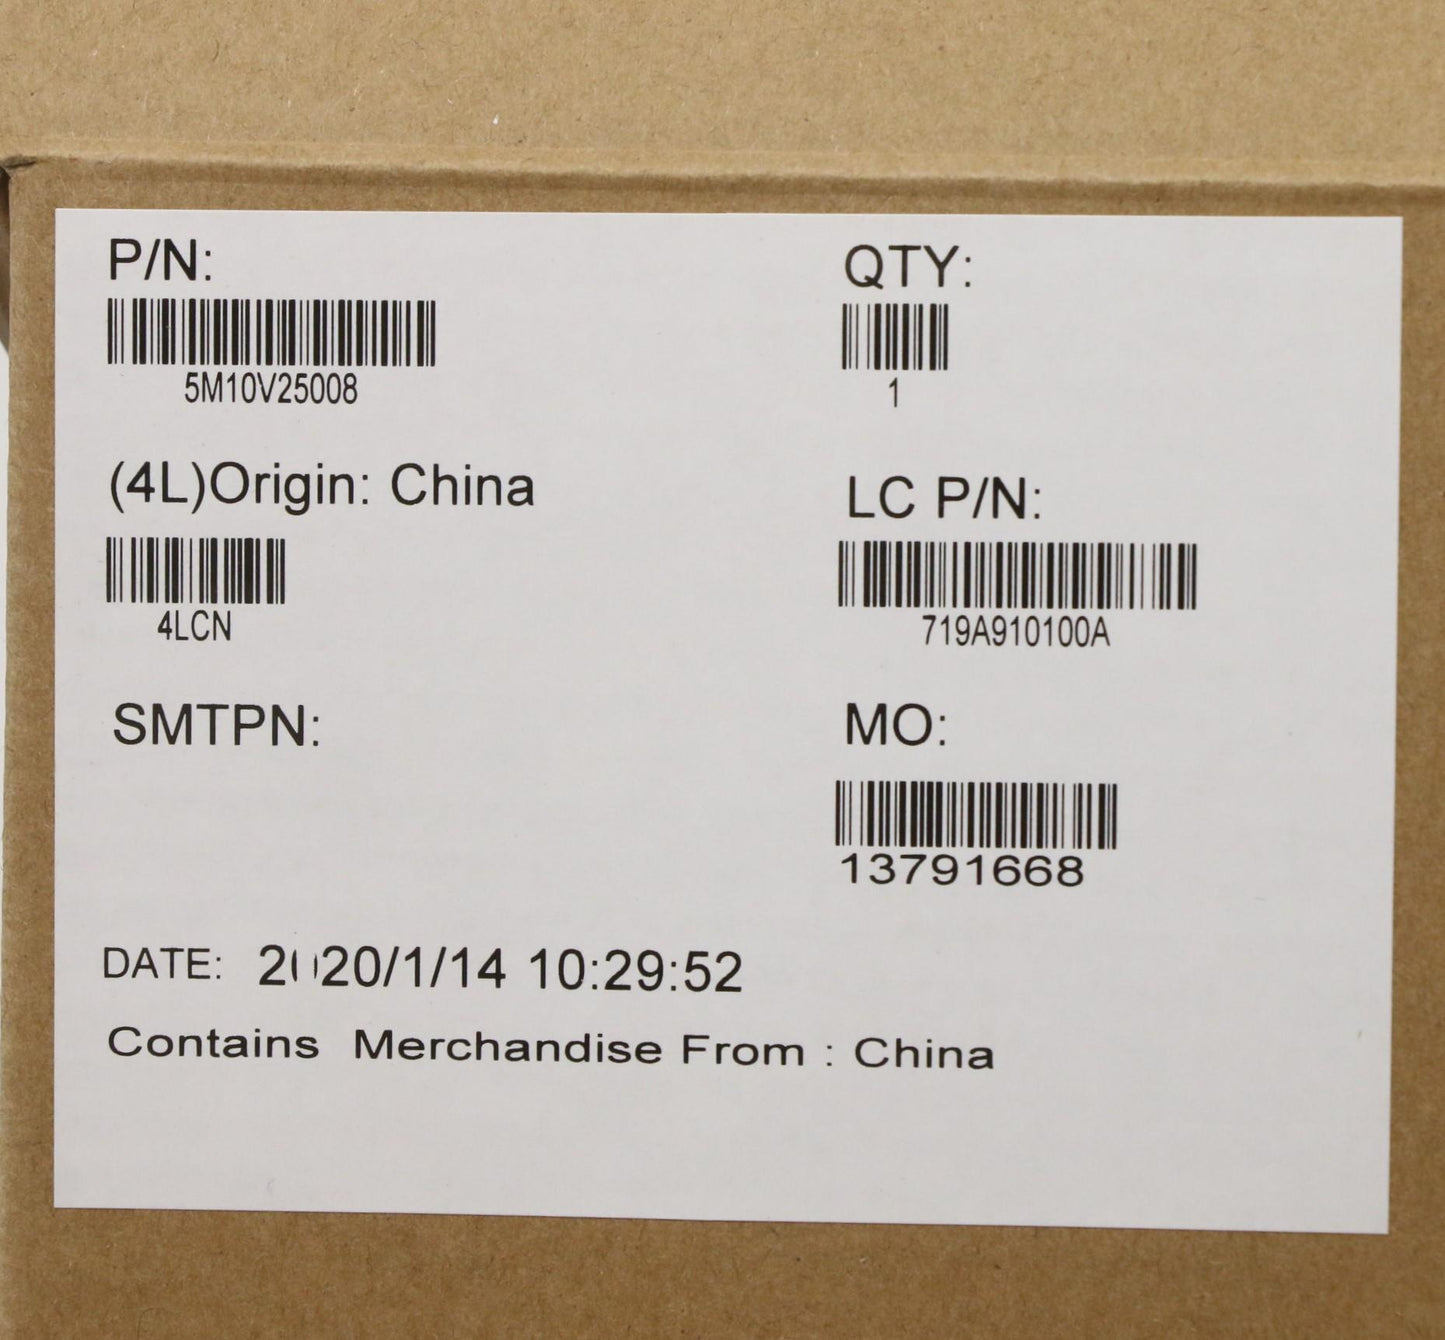 P/N:
5M10V25008
QTY:
1
(4L)Origin: China
4LCN
LC P/N:
719A910100A
SMTPN:
MO:
13791668
DATE: 2020/1/14 10:29:52
Contains Merchandise From : China